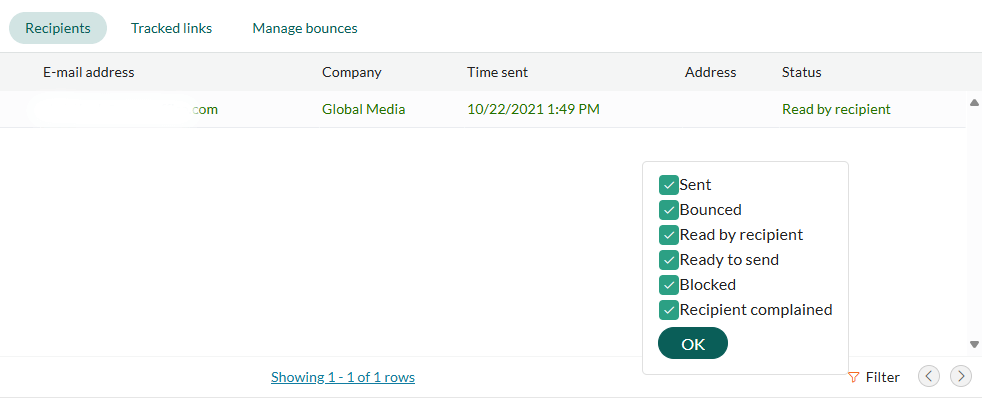 Recipients Tracked links Manage bounces
E-mail address Company Time sent Address Status
com Global Media 10/22/2021 1:49 PM Read by recipient
Sent
Bounced
Read by recipient
Ready to send
Blocked
Recipient complained
OK
Showing 1 - 1 of 1 rows Filter